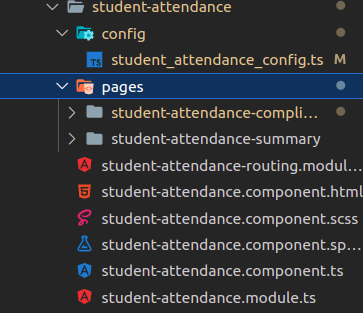 student-attendance
config
TS student_attendance_config.ts M
pages
student-attendance-compli...
student-attendance-summary
student-attendance-routing.modul...
student-attendance.component.html
student-attendance.component.scss
student-attendance.component.sp...
student-attendance.component.ts
student-attendance.module.ts